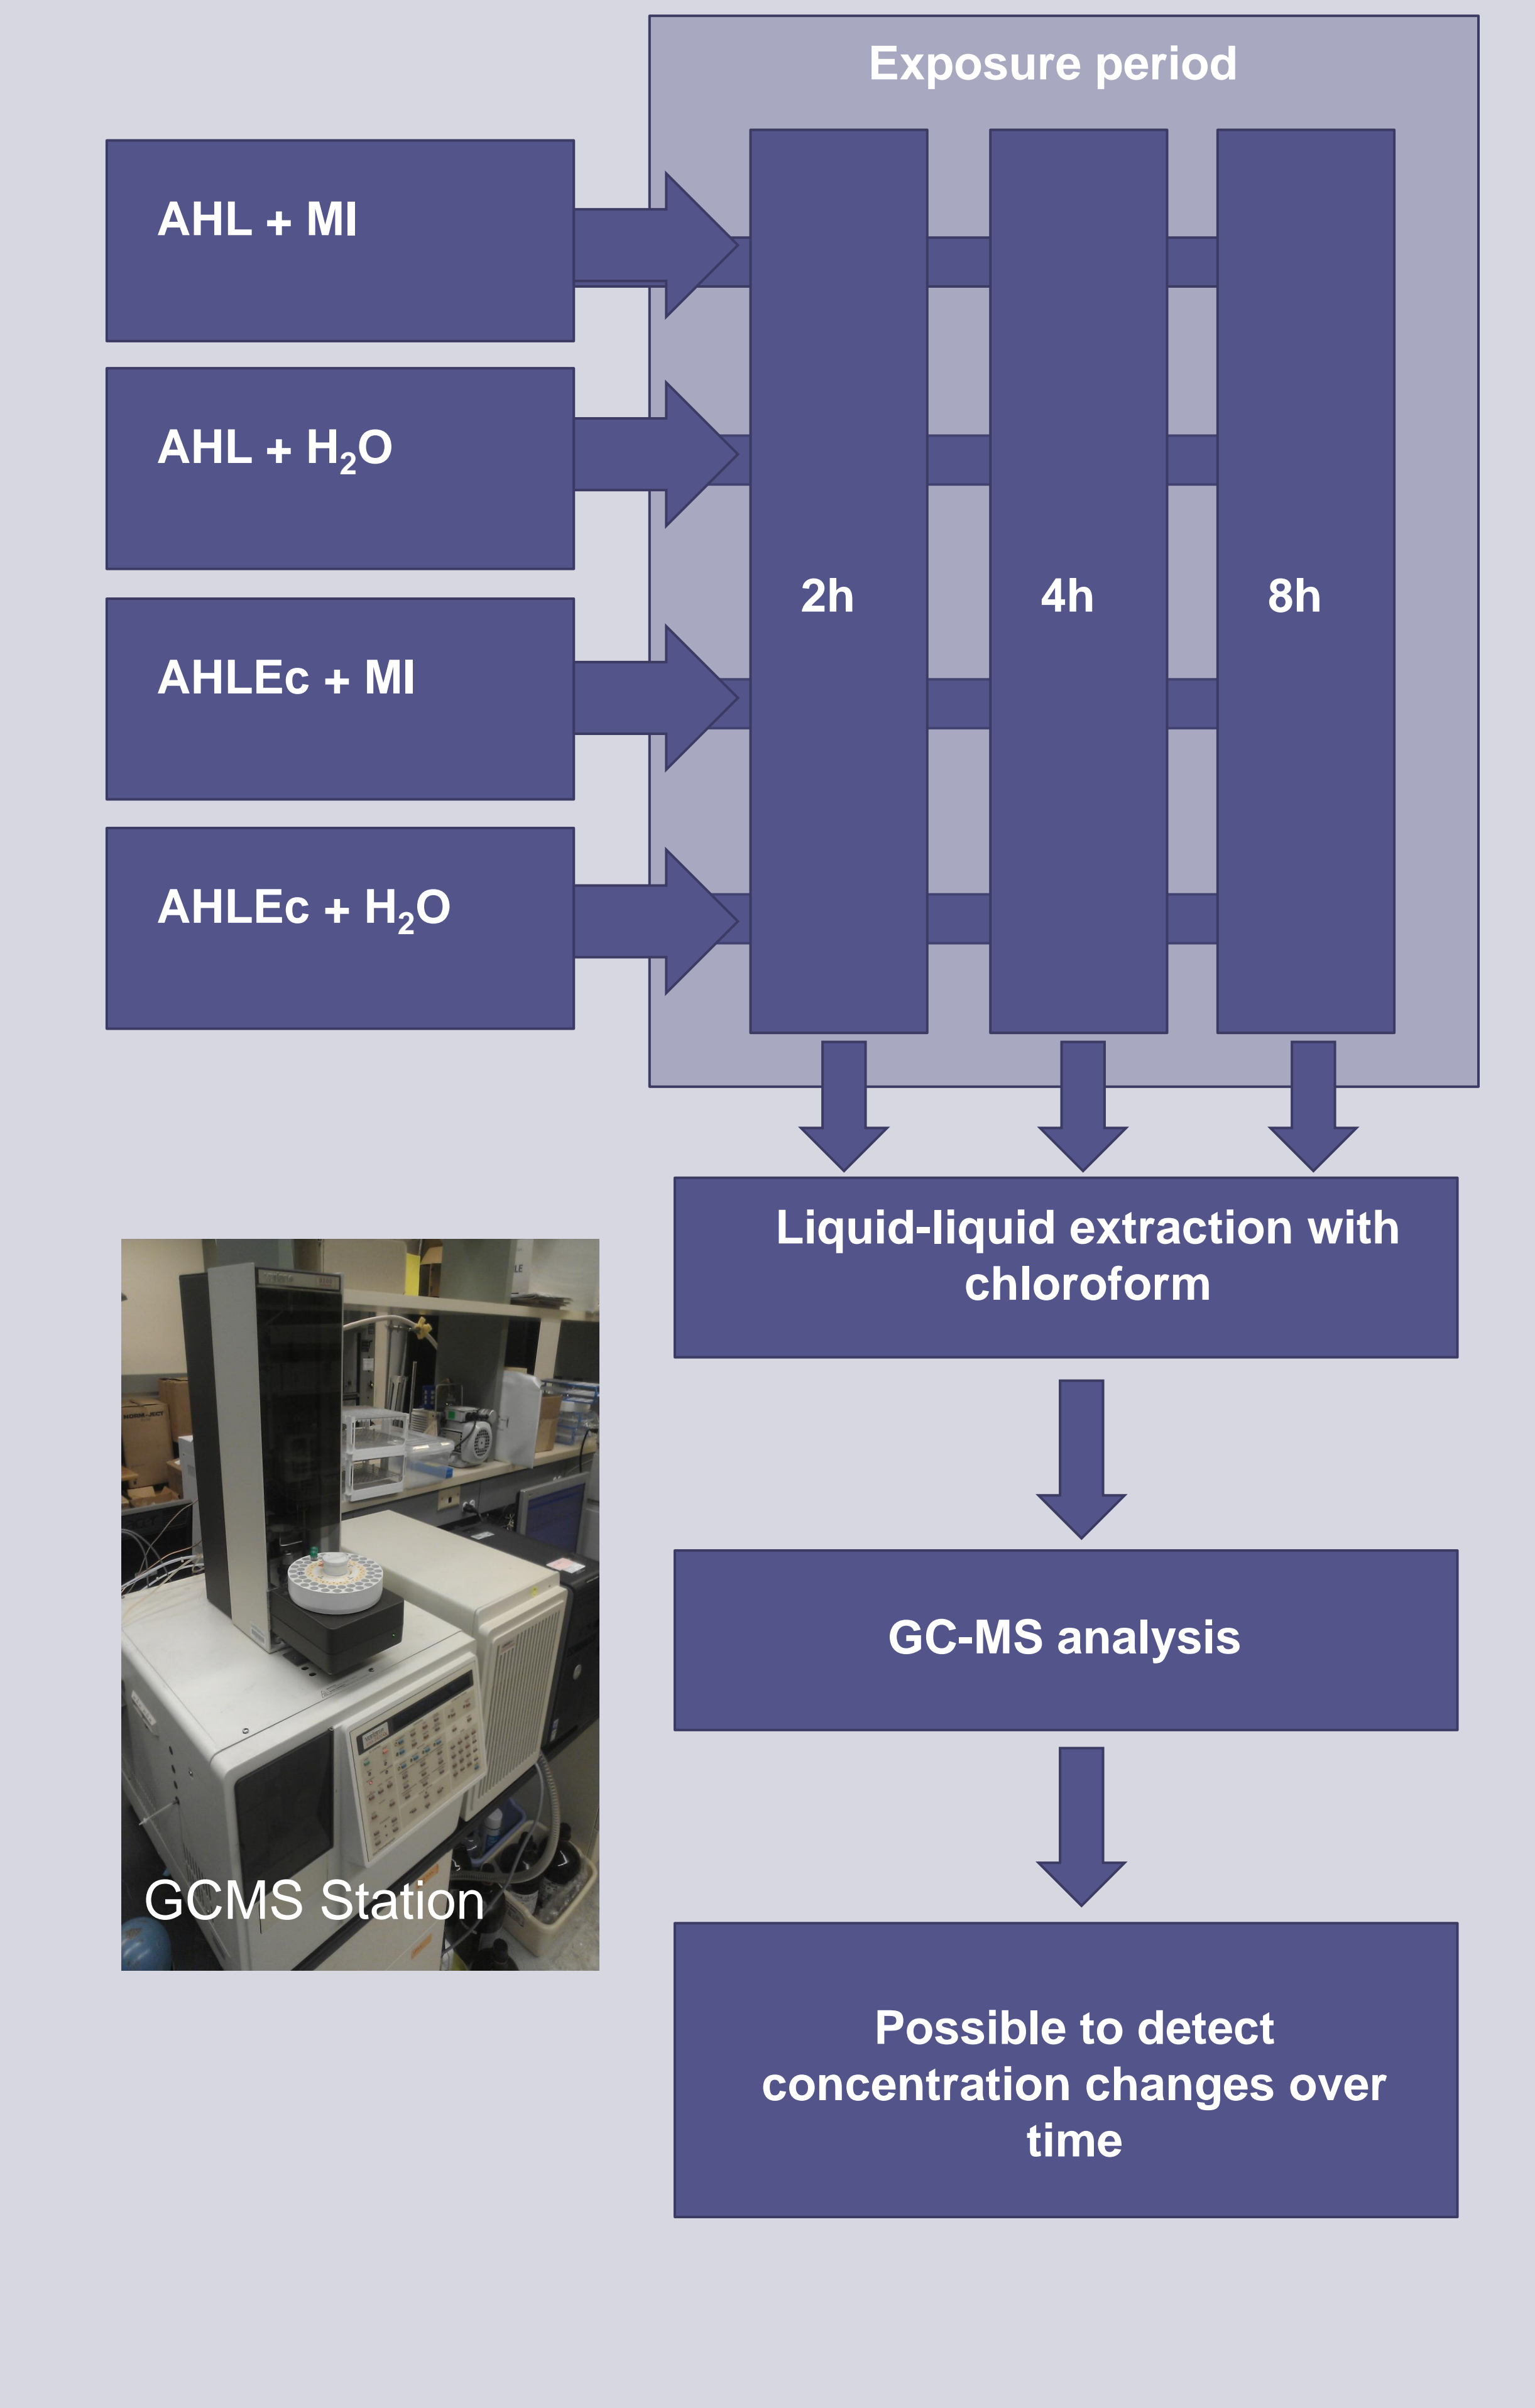 Exposure period
AHL + MI
AHL + H₂O
AHLEc + MI
AHLEc + H₂O
2h
4h
8h
Liquid-liquid extraction with
chloroform
GC-MS analysis
Possible to detect
concentration changes over
time
GCMS Station